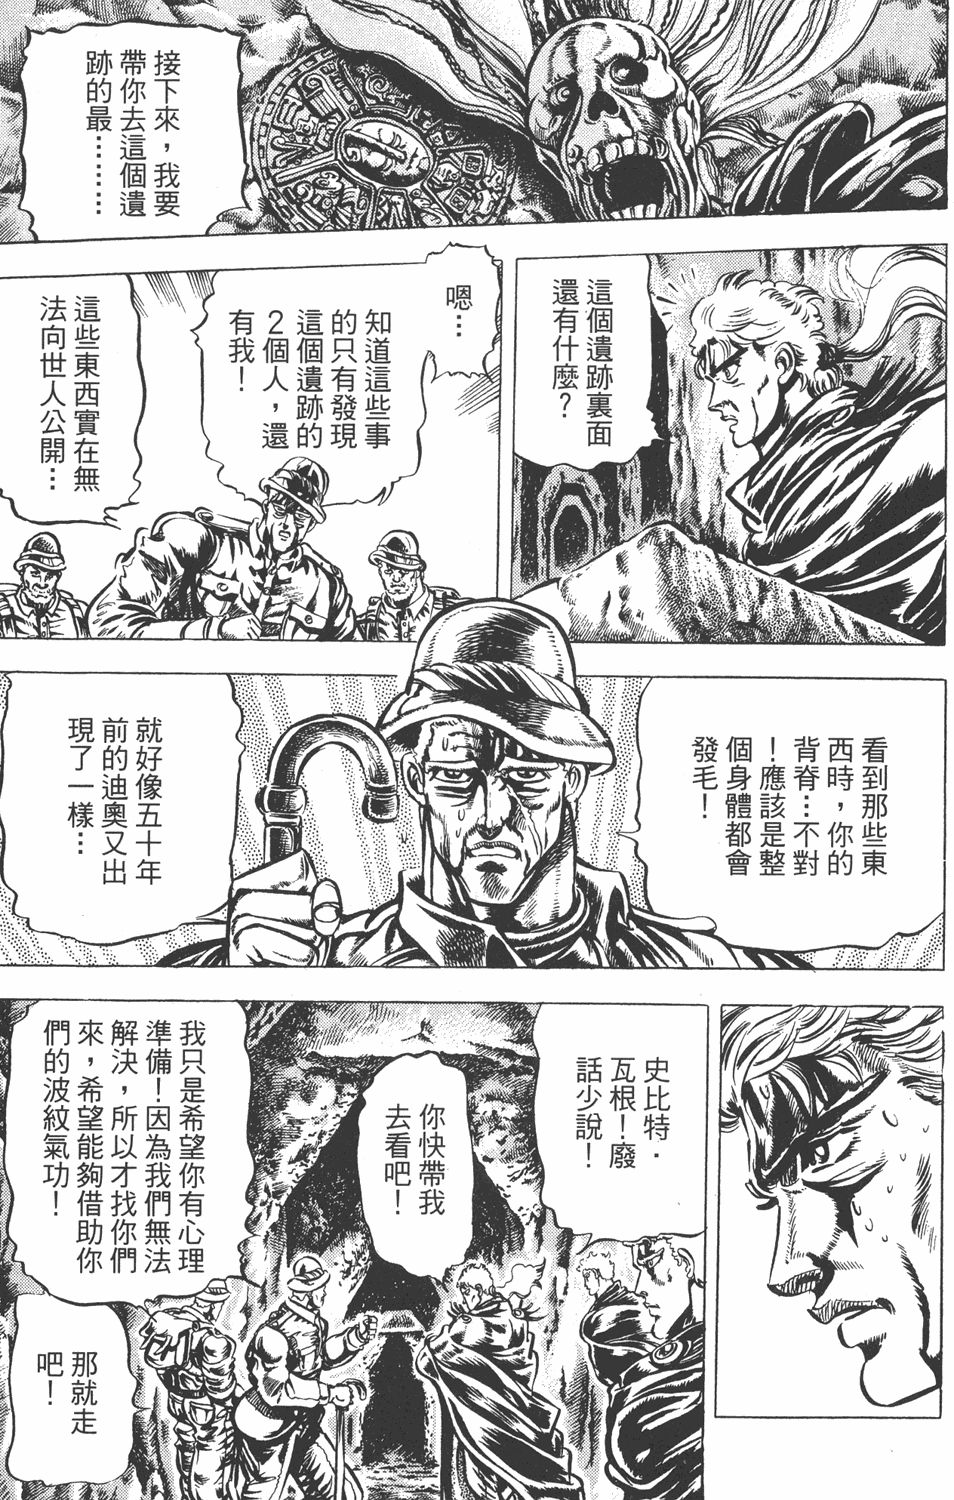 接下來，我要
帶你去這個遺
跡的最………
這個遺跡裏面
還有什麼？
嗯…
知道這些事
的只有發現
這個遺跡的
2個人，還
有我！
這些東西實在無
法向世人公開…
看到那些東
西時，你的
背脊…不對
！應該是整
個身體都會
發毛！
就好像五十年
前的迪奧又出
現了一樣…
史比特．
瓦根！廢
話少說！
你快帶我
去看吧！
我只是希望你有心理
準備！因為我們無法
解決，所以才找你們
來，希望能夠借助你
們的波紋氣功！
那就走
吧！